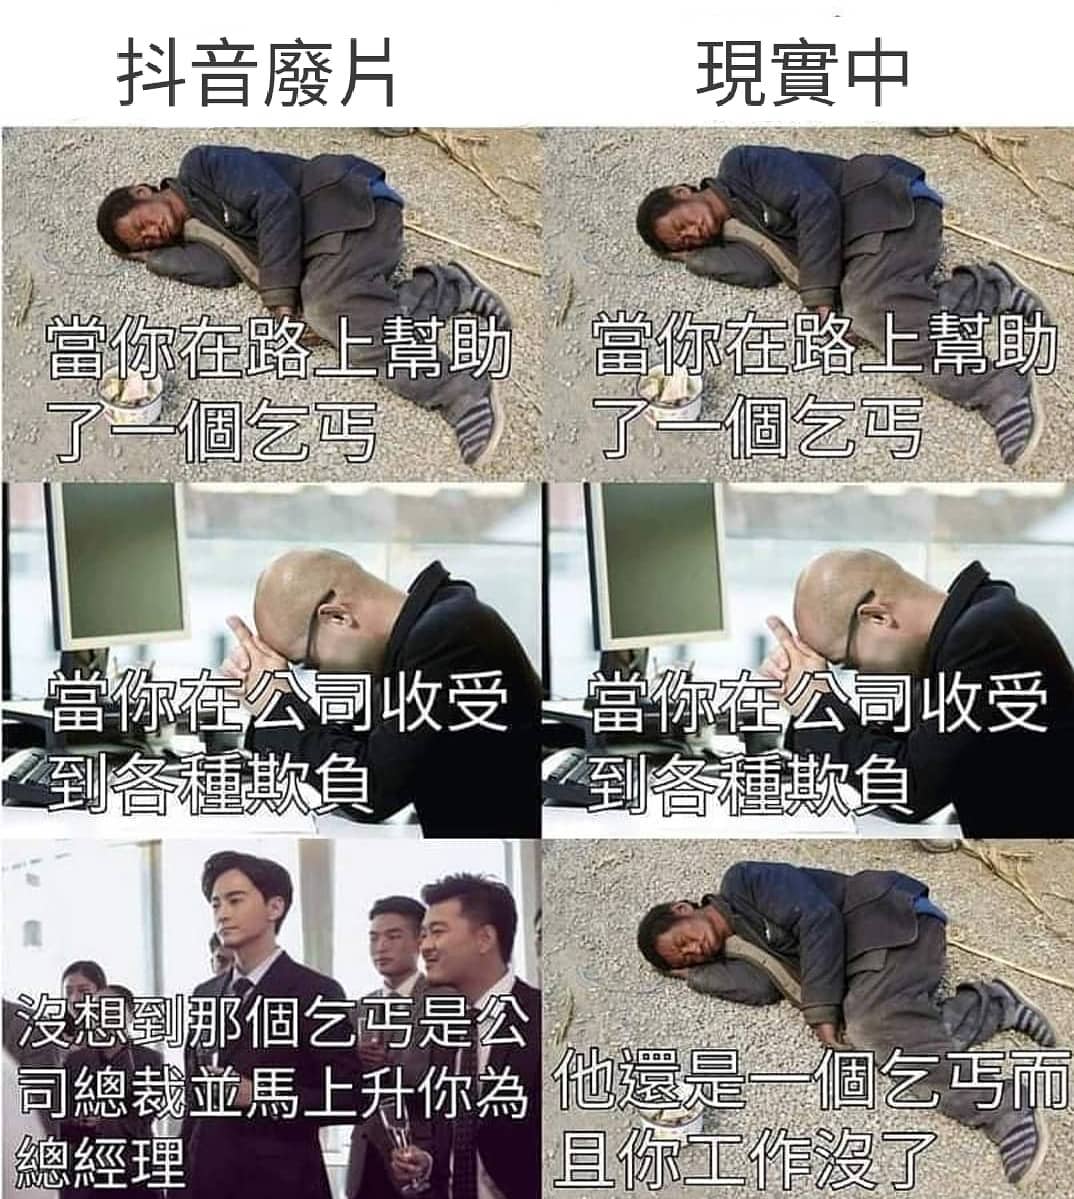 抖音廢片
現實中
當你在路上幫助
了一個乞丐
當你在路上幫助
了一個乞丐
當你在公司收受
到各種欺負
當你在公司收受
到各種欺負
沒想到那個乞丐是公
司總裁並馬上升你為
總經理
他還是一個乞丐而
且你工作沒了